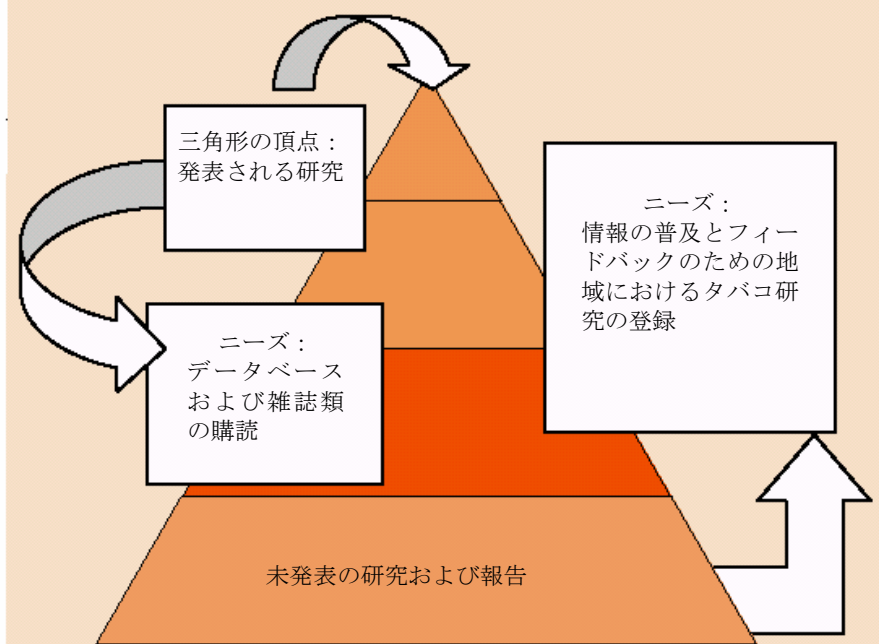 三角形の頂点：
発表される研究
ニーズ：
情報の普及とフィー
ドバックのための地
域におけるタバコ研
究の登録
ニーズ：
データベース
および雑誌類
の購読
未発表の研究および報告